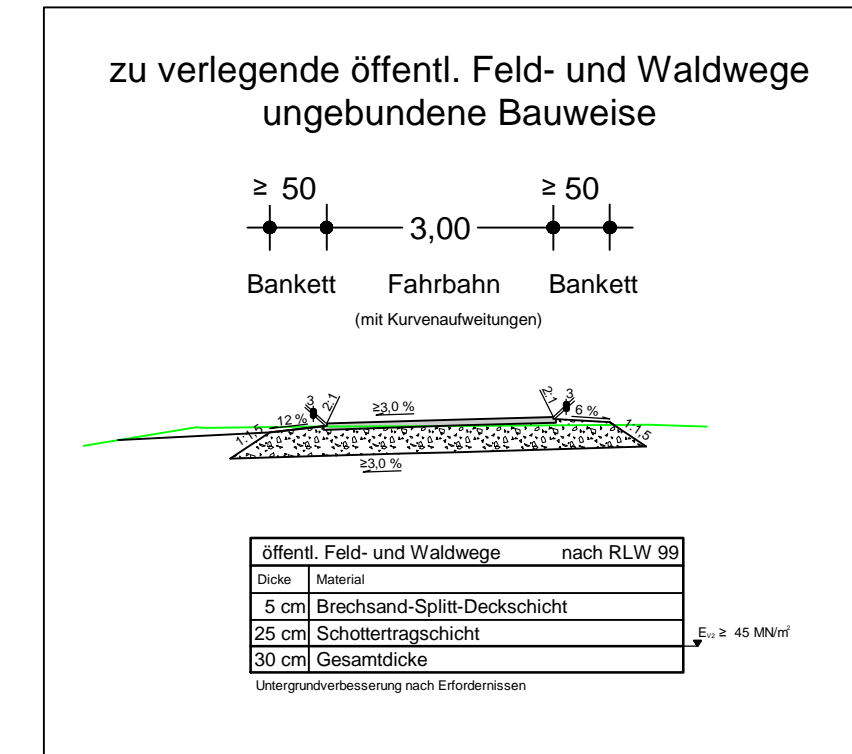 zu verlegende öffentl. Feld- und Waldwege
ungebundene Bauweise
≥ 50 ≥ 50
3,00
Bankett Fahrbahn Bankett
(mit Kurvenaufweitungen)
3 2:1 ≥3,0 % 2:1 3
1:1,5 12 % 6 % 1:1,5
≥3,0 %
öffentl. Feld- und Waldwege nach RLW 99
Dicke Material
5 cm Brechsand-Splitt-Deckschicht
25 cm Schottertragschicht
30 cm Gesamtdicke
Ev2 ≥ 45 MN/m²
Untergrundverbesserung nach Erfordernissen